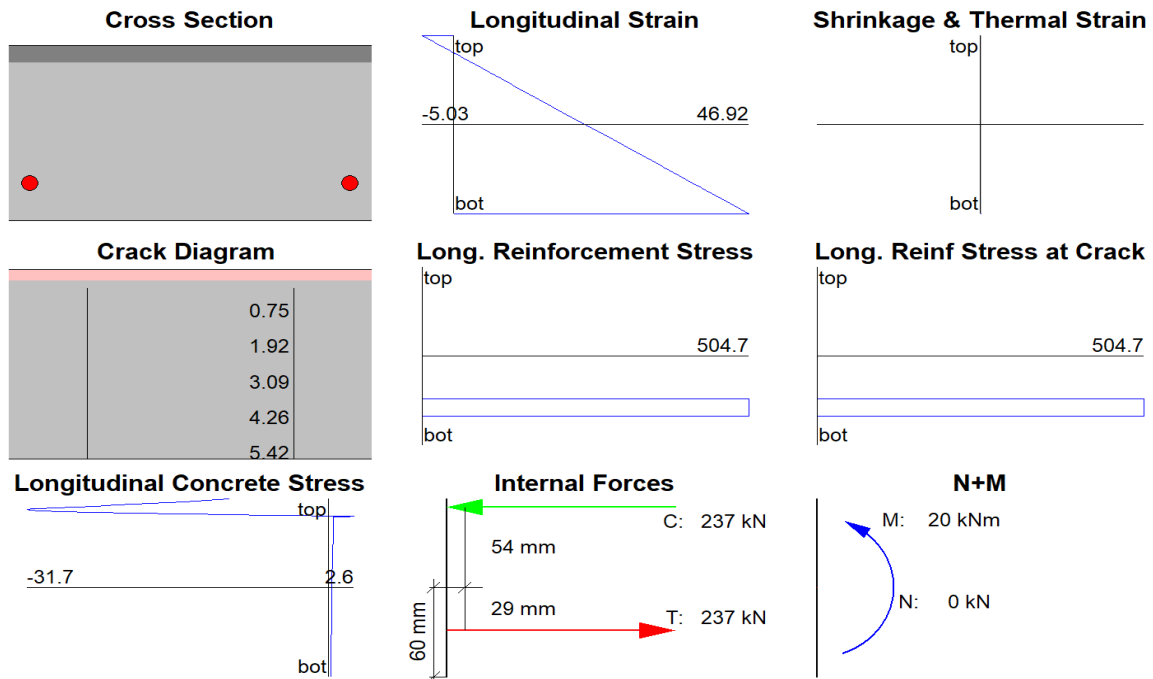 Cross Section
Longitudinal Strain
top
-5.03
46.92
bot
Shrinkage & Thermal Strain
top
bot
Crack Diagram
0.75
1.92
3.09
4.26
5.42
Long. Reinforcement Stress
top
504.7
bot
Long. Reinf Stress at Crack
top
504.7
bot
Longitudinal Concrete Stress
top
-31.7
2.6
bot
Internal Forces
C: 237 kN
54 mm
29 mm
T: 237 kN
60 mm
N+M
M: 20 kNm
N: 0 kN